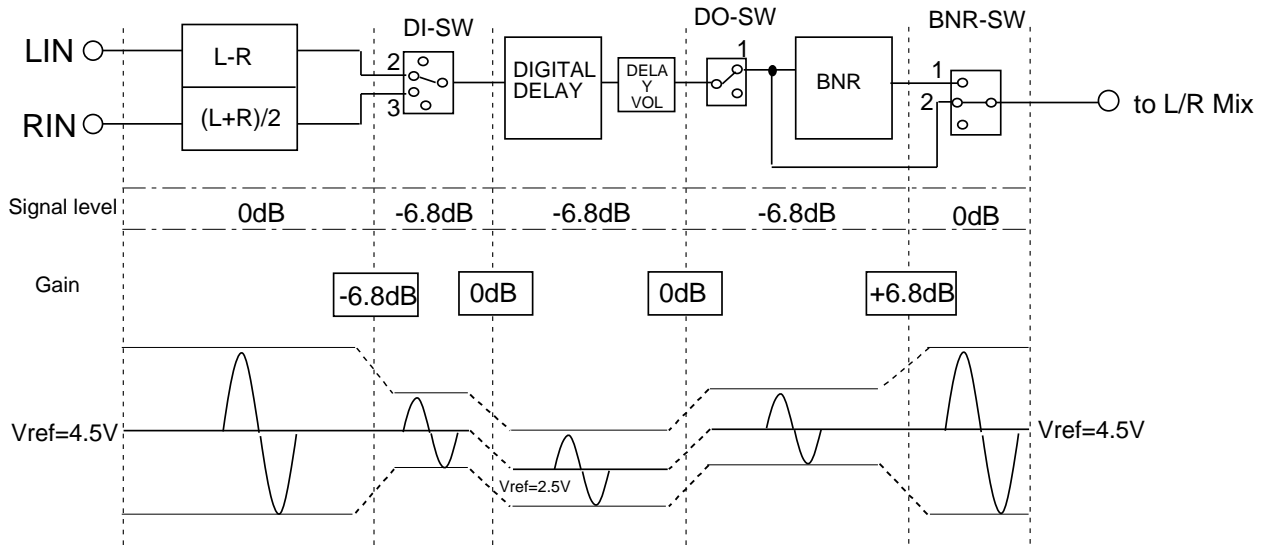 DI-SW
DO-SW
BNR-SW
LIN
RIN
L-R
(L+R)/2
2
3
DIGITAL
DELAY
DELA
Y
VOL
1
BNR
1
2
to L/R Mix
Signal level
0dB
-6.8dB
-6.8dB
-6.8dB
0dB
Gain
-6.8dB
0dB
0dB
+6.8dB
Vref=4.5V
Vref=2.5V
Vref=4.5V